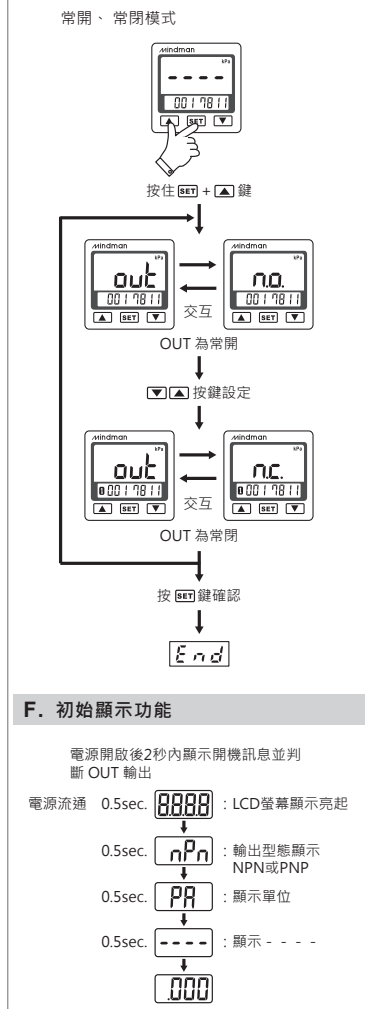 常開、常閉模式
Mindman
kPa
----
0017811
▲ SET ▼
按住 SET + ▲ 鍵
Mindman Mindman
kPa kPa
out n.o.
0017811 交互 0017811
▲ SET ▼ ▲ SET ▼
OUT 為常開
▼▲ 按鍵設定
Mindman Mindman
kPa kPa
out n.c.
0017811 交互 0017811
▲ SET ▼ ▲ SET ▼
OUT 為常閉
按 SET 鍵確認
End
F. 初始顯示功能
電源開啟後2秒內顯示開機訊息並判
斷 OUT 輸出
電源流通 0.5sec. 8.8.8.8 : LCD螢幕顯示亮起
0.5sec. nPn : 輸出型態顯示
NPN或PNP
0.5sec. PA : 顯示單位
0.5sec. ---- : 顯示 - - - -
.000